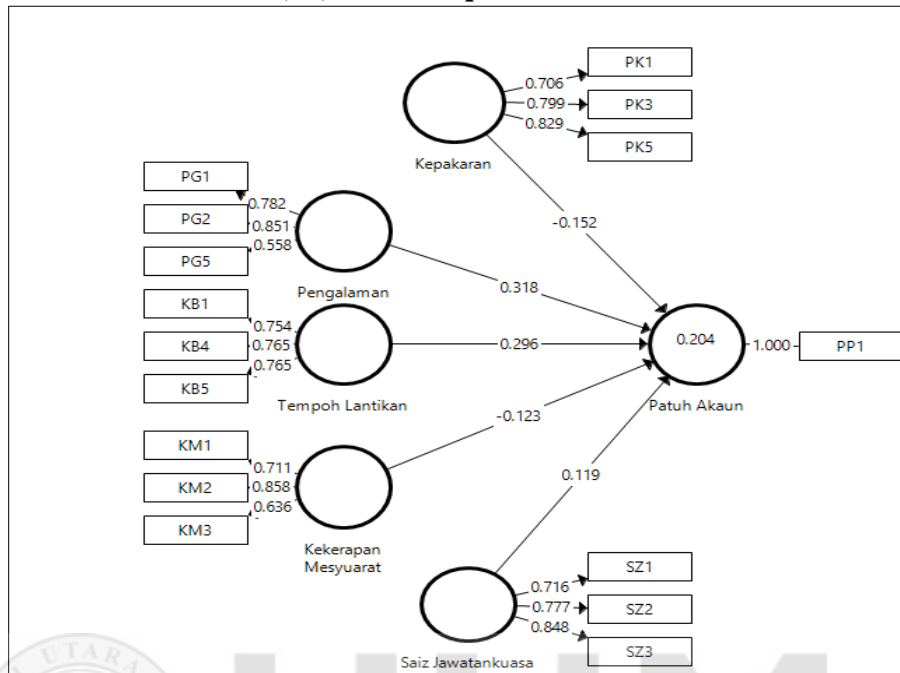 PK1
0.706
0.799
PK3
0.829
PK5
Kepakaran
PG1
0.782
PG2
0.851
0.558
PG5
Pengalaman
-0.152
0.318
KB1
0.754
KB4
0.765
0.765
KB5
Tempoh Lantikan
0.296
0.204
1.000
PP1
Patuh Akaun
-0.123
KM1
0.711
KM2
0.858
0.636
KM3
Kekerapan
Mesyuarat
0.119
SZ1
0.716
0.777
SZ2
0.848
SZ3
Saiz Jawatankuasa
UTARA